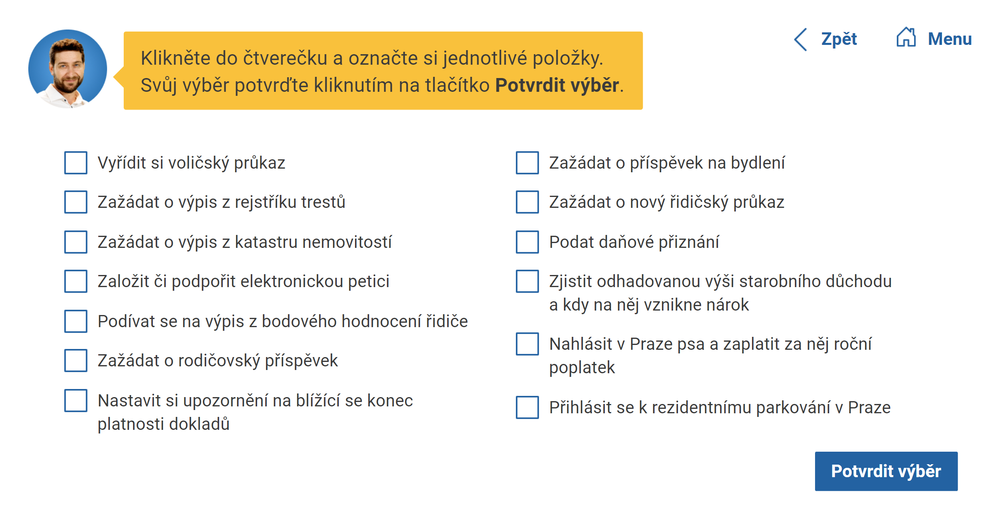 Klikněte do čtverečku a označte si jednotlivé položky.
Svůj výběr potvrďte kliknutím na tlačítko Potvrdit výběr.
Zpět
Menu
Vyřídit si voličský průkaz
Zažádat o výpis z rejstříku trestů
Zažádat o výpis z katastru nemovitostí
Založit či podpořit elektronickou petici
Podívat se na výpis z bodového hodnocení řidiče
Zažádat o rodičovský příspěvek
Nastavit si upozornění na blížící se konec
platnosti dokladů
Zažádat o příspěvek na bydlení
Zažádat o nový řidičský průkaz
Podat daňové přiznání
Zjistit odhadovanou výši starobního důchodu
a kdy na něj vznikne nárok
Nahlásit v Praze psa a zaplatit za něj roční
poplatek
Přihlásit se k rezidentnímu parkování v Praze
Potvrdit výběr